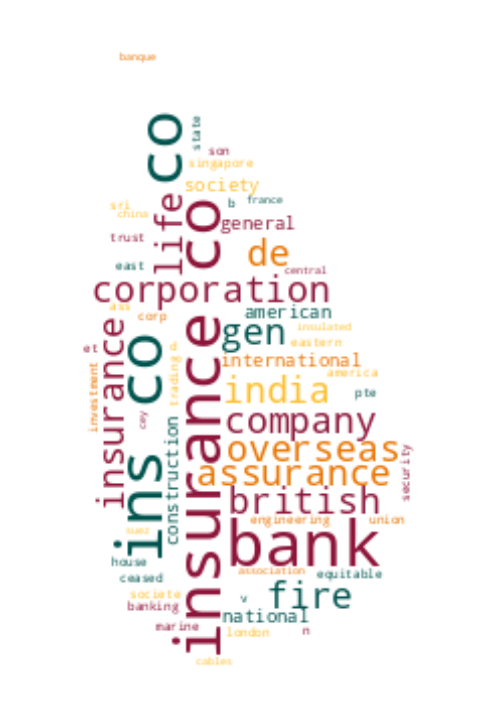 banque
co
state
son
singapore
society
life
insurance co
sri
b
france
china
general
trust
de
east
central
corporation
ass
american
corp
gen
insulated
ins co
eastern
insurance
et
international
investment
trading
america
india
pte
cey
company
construction
overseas
security
assurance
british
engineering
union
suez
bank
house
association
equitable
ceased
fire
societe
v
banking
national
marine
london
n
cables